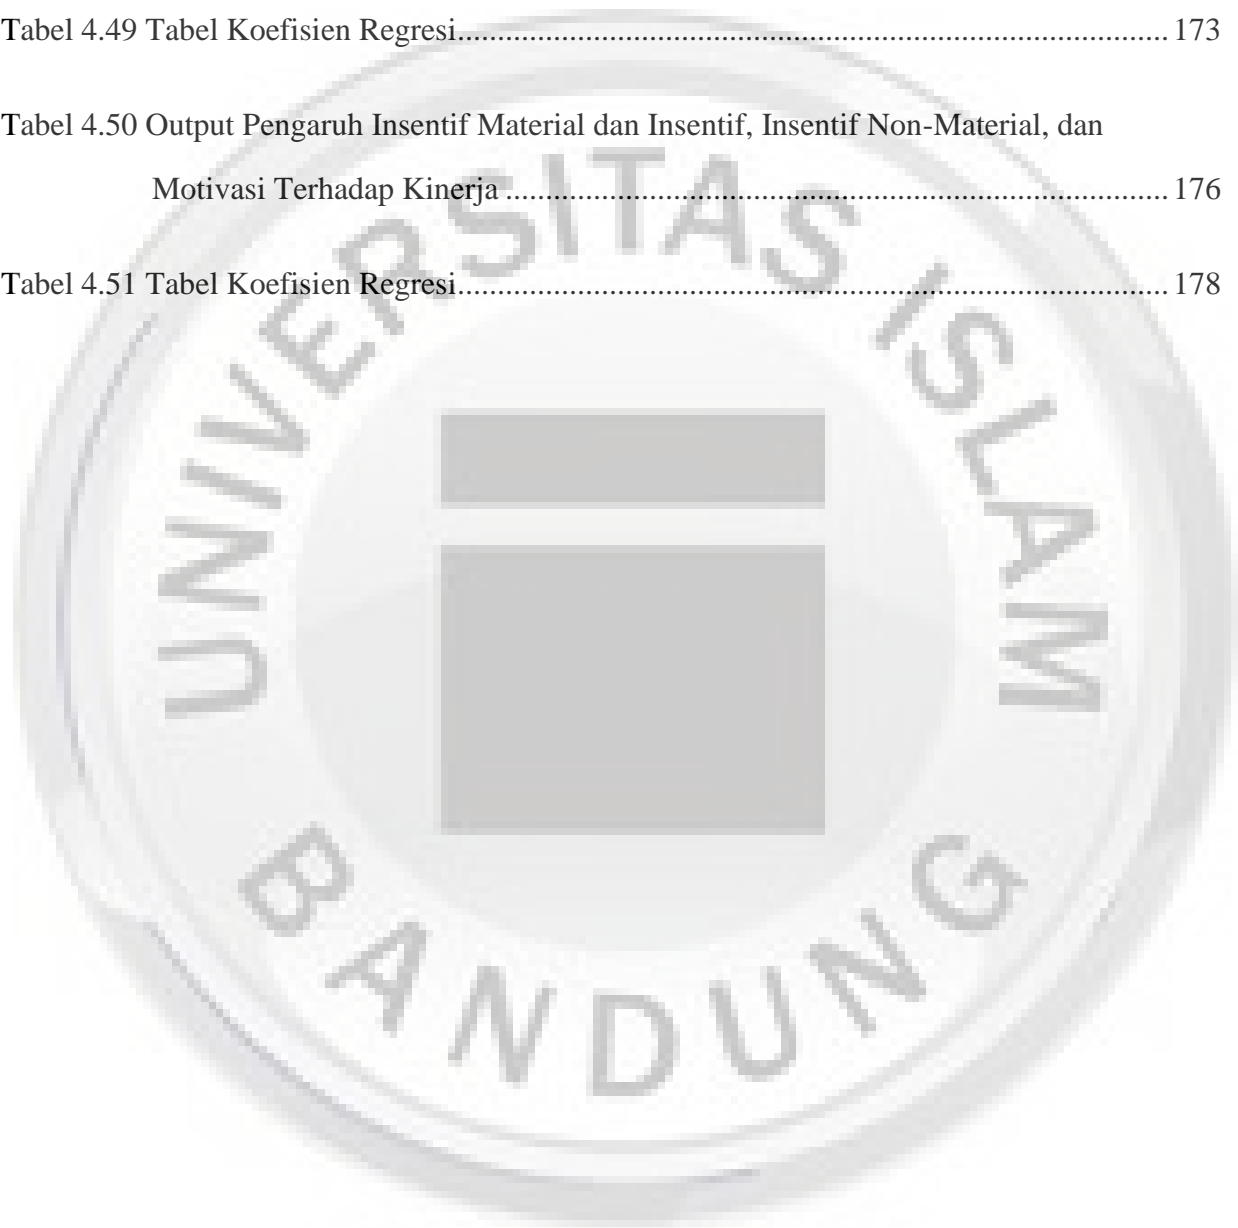 Tabel 4.49 Tabel Koefisien Regresi.......................................................................................... 173
Tabel 4.50 Output Pengaruh Insentif Material dan Insentif, Insentif Non-Material, dan
Motivasi Terhadap Kinerja .................................................................................... 176
Tabel 4.51 Tabel Koefisien Regresi.......................................................................................... 178
UNIVERSITAS ISLAM
BANDUNG